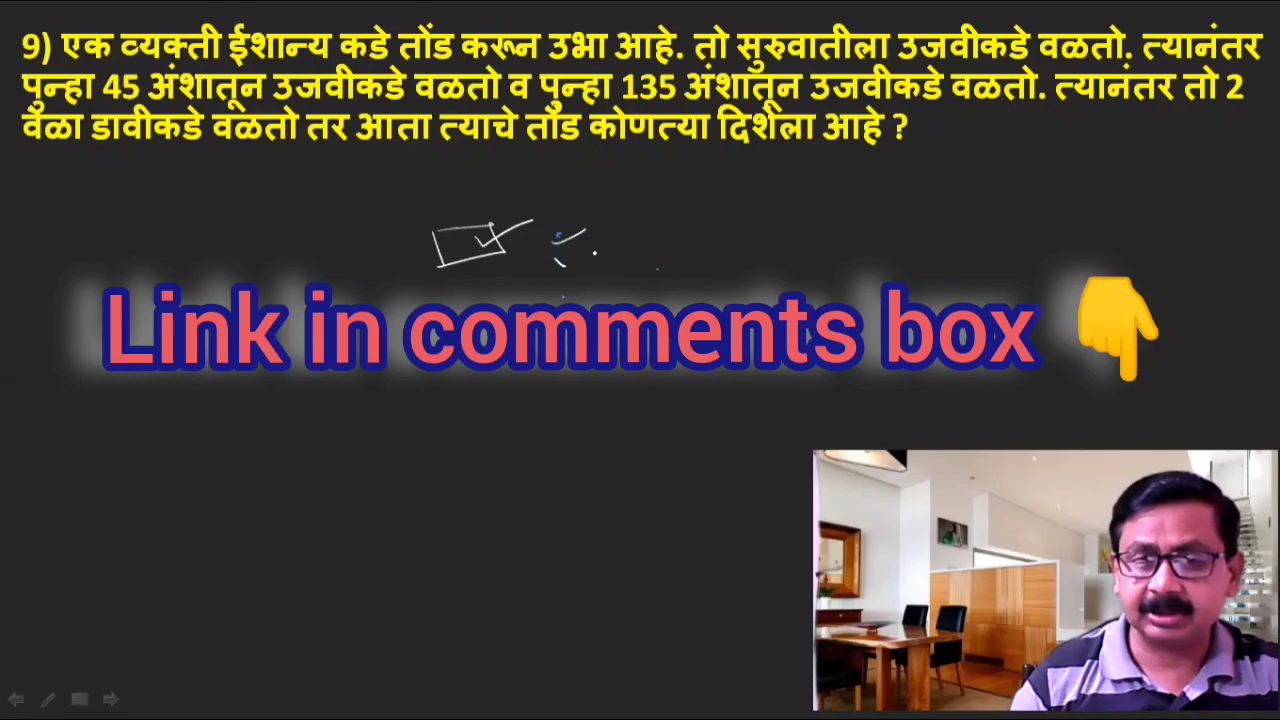 9) एक व्यक्ती ईशान्य कडे तोंड करून उभा आहे. तो सुरुवातीला उजवीकडे वळतो. त्यानंतर
पुन्हा 45 अंशातून उजवीकडे वळतो व पुन्हा 135 अंशातून उजवीकडे वळतो. त्यानंतर तो 2
वेळा डावीकडे वळतो तर आता त्याचे तोंड कोणत्या दिशेला आहे ?
Link in comments box